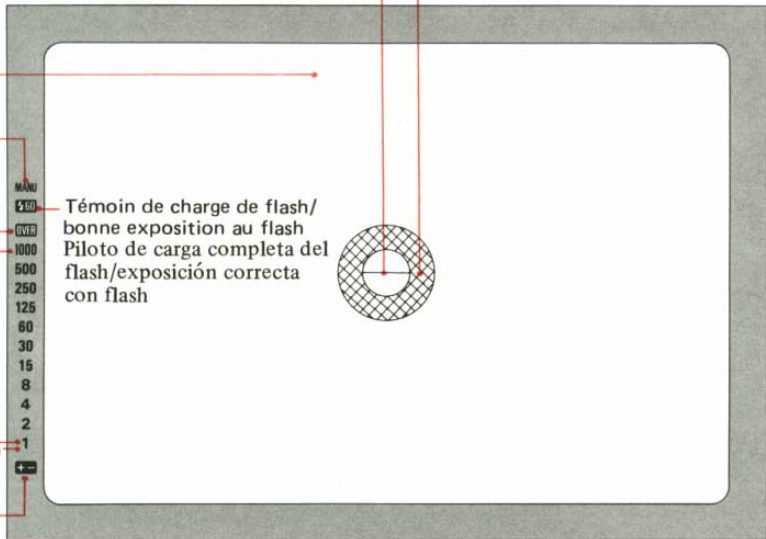 MANU
⚡60
OVER
1000
500
250
125
60
30
15
8
4
2
1
+ -
Témoin de charge de flash/
bonne exposition au flash
Piloto de carga completa del
flash/exposición correcta
con flash